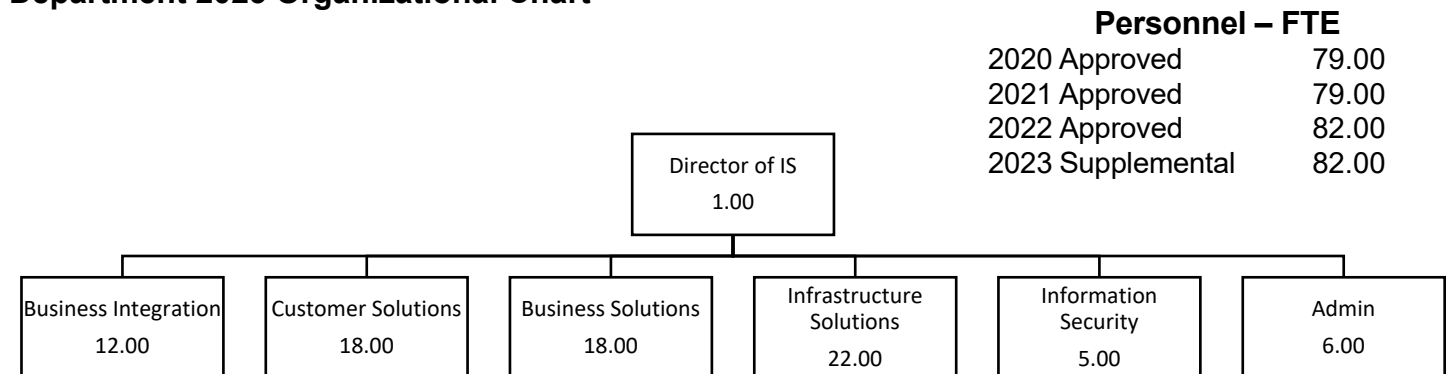 Department 2023 Organizational Chart
Personnel – FTE
2020 Approved 79.00
2021 Approved 79.00
2022 Approved 82.00
2023 Supplemental 82.00
Director of IS
1.00
Business Integration
12.00
Customer Solutions
18.00
Business Solutions
18.00
Infrastructure
Solutions
22.00
Information
Security
5.00
Admin
6.00